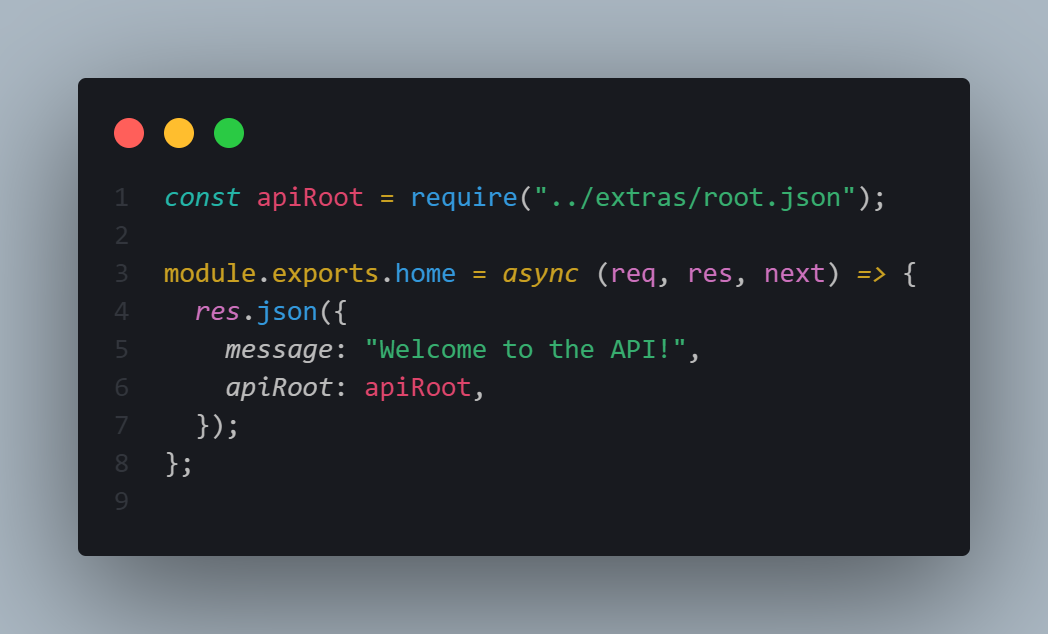 1 const apiRoot = require("../extras/root.json");
2
3 module.exports.home = async (req, res, next) => {
4   res.json({
5     message: "Welcome to the API!",
6     apiRoot: apiRoot,
7   });
8 };
9